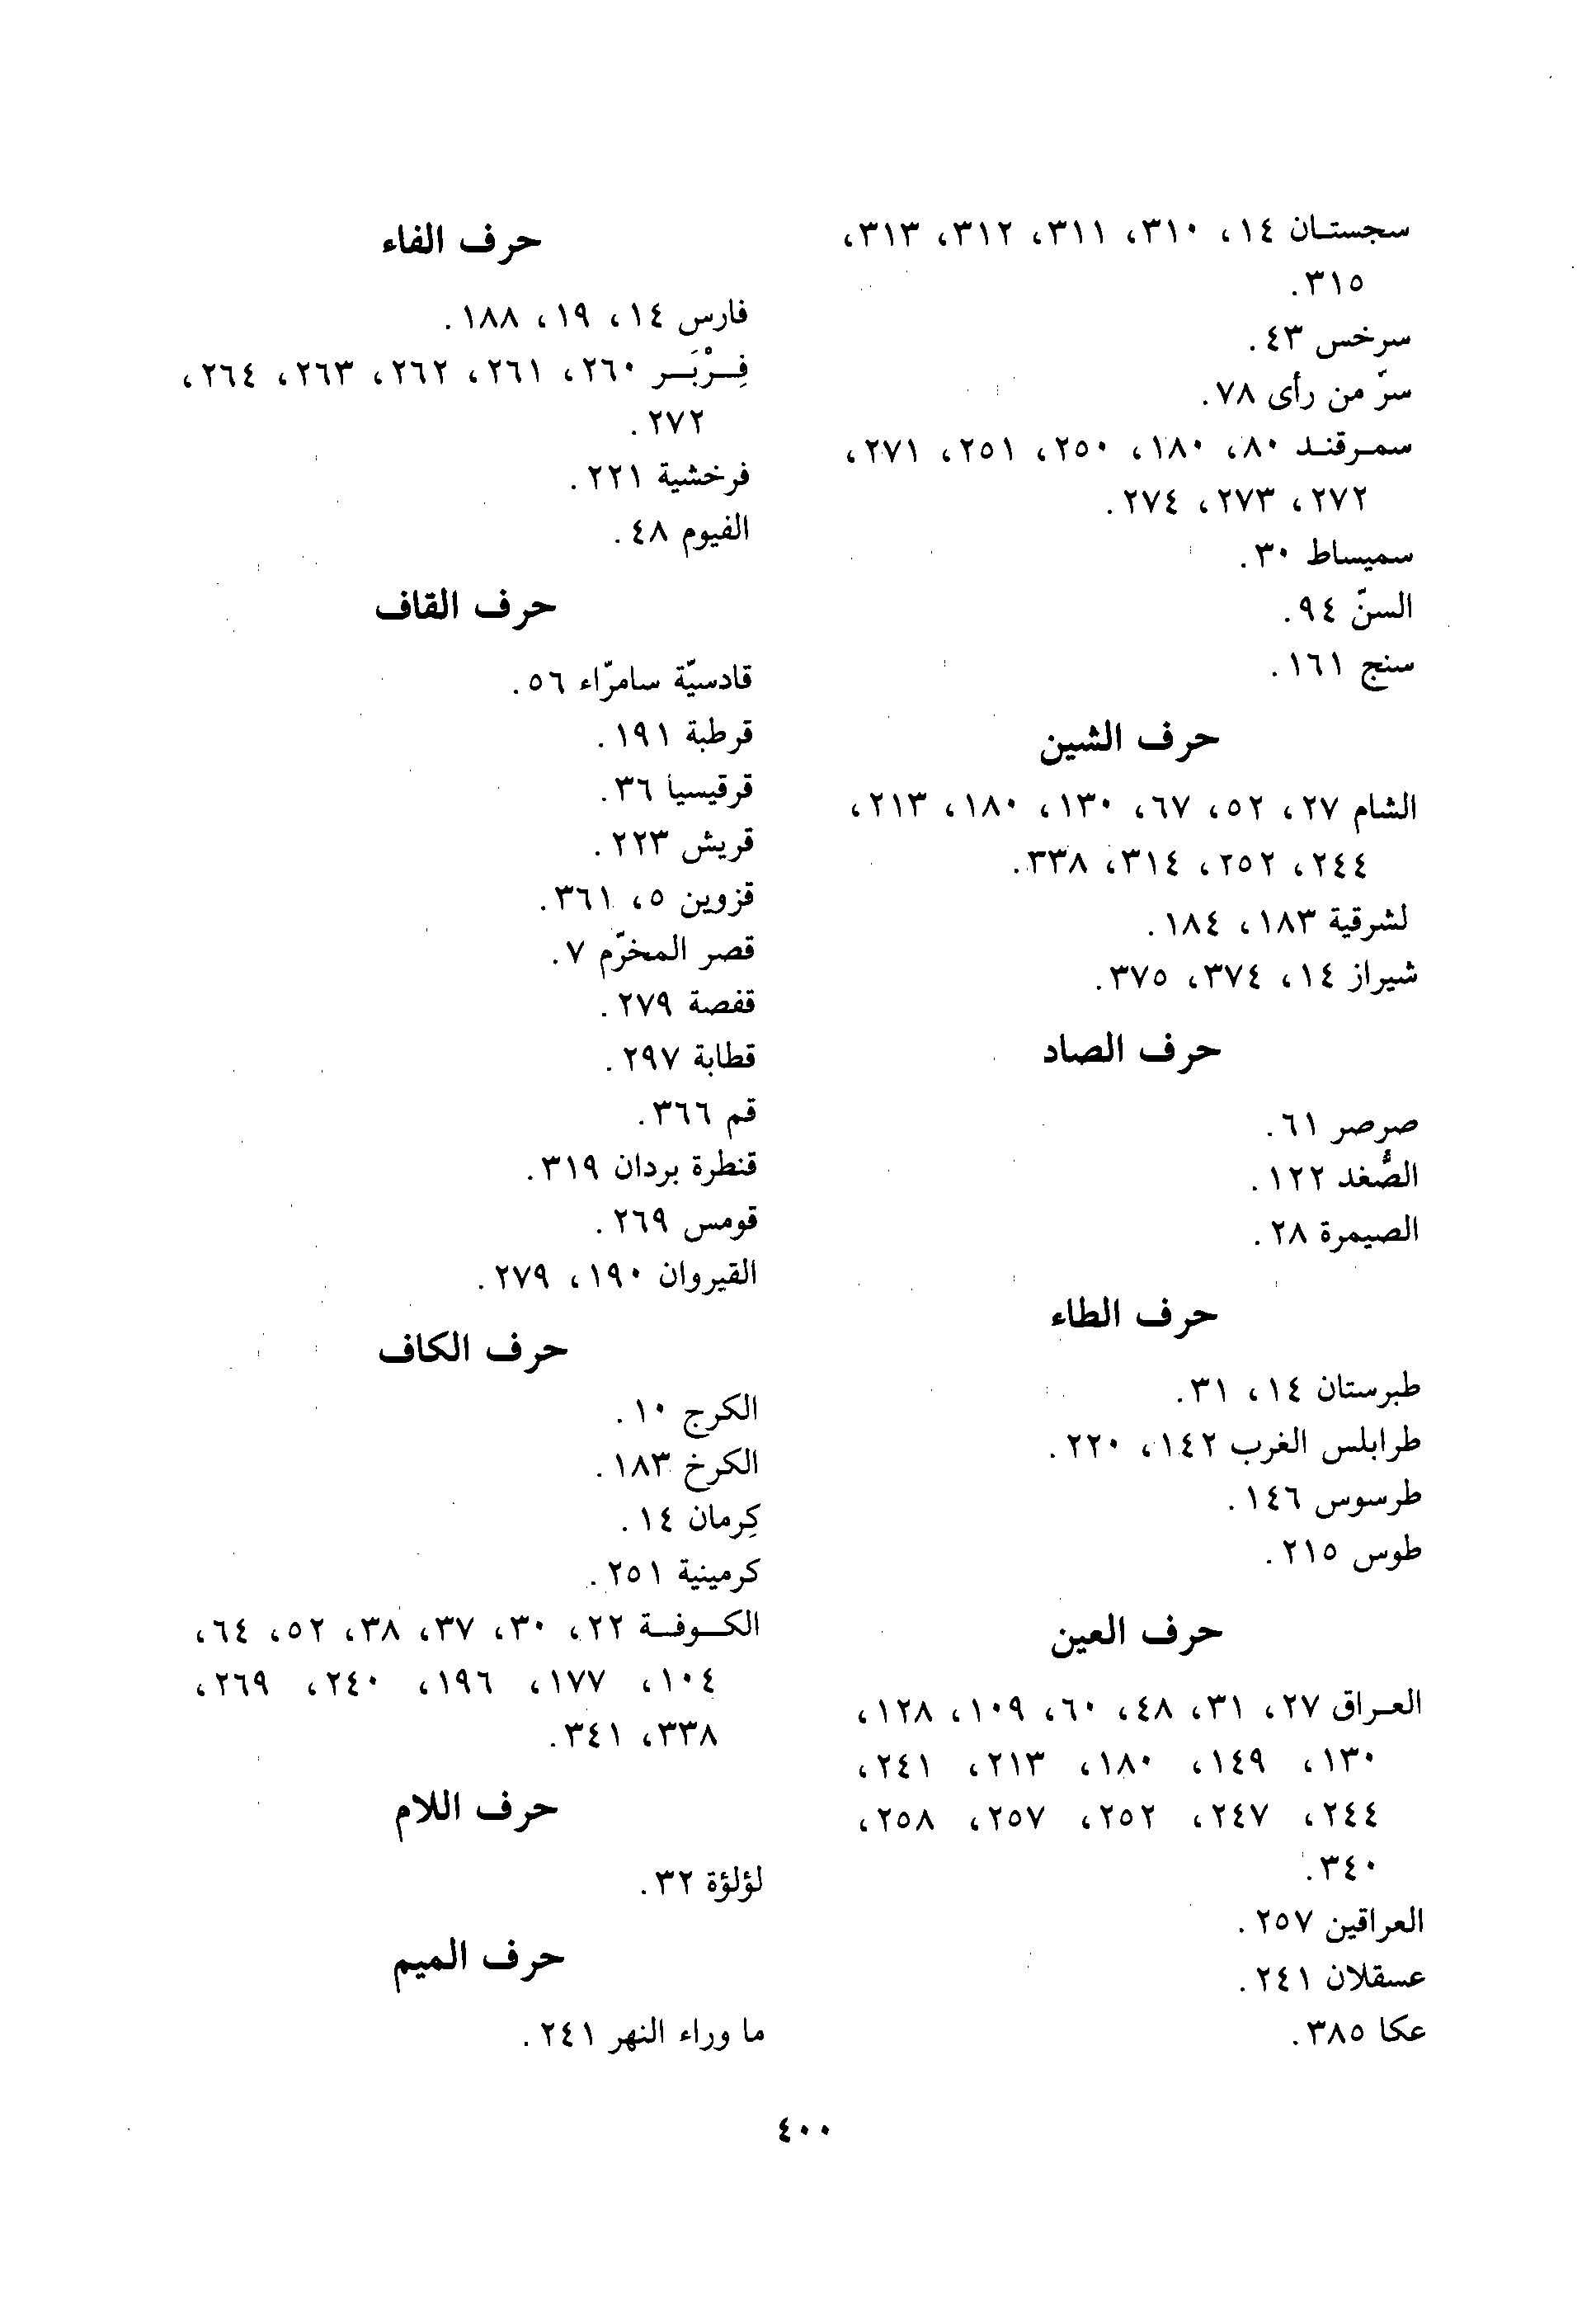 سجستان ١٤، ٣١٠، ٣١١، ٣١٢، ٣١٣،
٣١٥.
سرخس ٤٣.
سرّ من رأى ٧٨.
سمرقند ٨٠، ١٨٠، ٢٥٠، ٢٥١، ٢٧١،
٢٧٢، ٢٧٣، ٢٧٤.
سميساط ٣٠.
السنّ ٩٤.
سنج ١٦١.
حرف الشين
الشام ٢٧، ٥٢، ٦٧، ١٣٠، ١٨٠، ٢١٣،
٢٤٤، ٢٥٢، ٣١٤، ٣٣٨.
لشرقية ١٨٣، ١٨٤.
شيراز ١٤، ٣٧٤، ٣٧٥.
حرف الصاد
صرصر ٦١.
الصُّغد ١٢٢.
الصيمرة ٢٨.
حرف الطاء
طبرستان ١٤، ٣١.
طرابلس الغرب ١٤٢، ٢٢٠.
طرسوس ١٤٦.
طوس ٢١٥.
حرف العين
العراق ٢٧، ٣١، ٤٨، ٦٠، ١٠٩، ١٢٨،
١٣٠، ١٤٩، ١٨٠، ٢١٣، ٢٤١،
٢٤٤، ٢٤٧، ٢٥٢، ٢٥٧، ٢٥٨،
٣٤٠.
العراقين ٢٥٧.
عسقلان ٢٤١.
عكا ٣٨٥.
حرف الفاء
فارس ١٤، ١٩، ١٨٨.
فِرْبَر ٢٦٠، ٢٦١، ٢٦٢، ٢٦٣، ٢٦٤،
٢٧٢.
فرخشية ٢٢١.
الفيوم ٤٨.
حرف القاف
قادسيّة سامرّاء ٥٦.
قرطبة ١٩١.
قرقيسيا ٣٦.
قريش ٢٢٣.
قزوين ٥، ٣٦١.
قصر المخرّم ٧.
قفصة ٢٧٩.
قطابة ٢٩٧.
قم ٣٦٦.
قنطرة بردان ٣١٩.
قومس ٢٦٩.
القيروان ١٩٠، ٢٧٩.
حرف الكاف
الكرج ١٠.
الكرخ ١٨٣.
كِرمان ١٤.
كرمينية ٢٥١.
الكوفة ٢٢، ٣٠، ٣٧، ٣٨، ٥٢، ٦٤،
١٠٤، ١٧٧، ١٩٦، ٢٤٠، ٢٦٩،
٣٣٨، ٣٤١.
حرف اللام
لؤلؤة ٣٢.
حرف الميم
ما وراء النهر ٢٤١.
٤٠٠